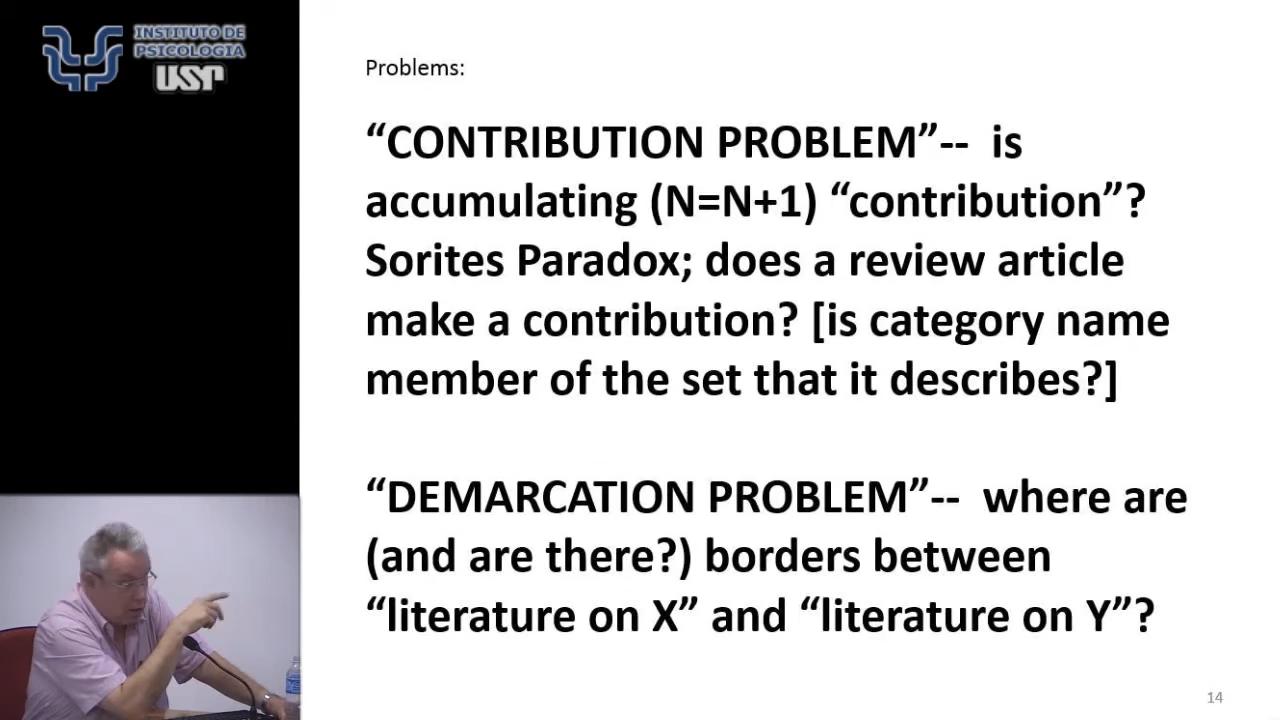 INSTITUTO DE
PSICOLOGIA
USP
Problems:
“CONTRIBUTION PROBLEM”-- is
accumulating (N=N+1) “contribution”?
Sorites Paradox; does a review article
make a contribution? [is category name
member of the set that it describes?]
“DEMARCATION PROBLEM”-- where are
(and are there?) borders between
“literature on X” and “literature on Y”?
14